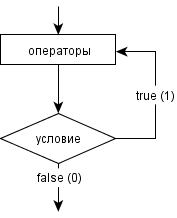 операторы
true (1)
условие
false (0)